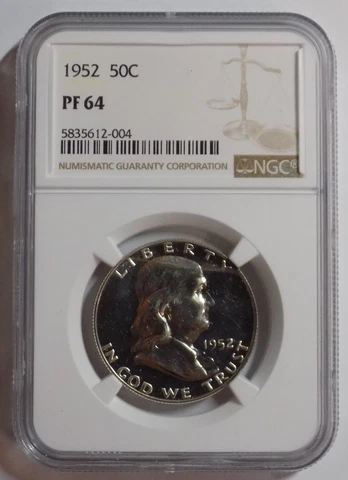 1952 50C
PF 64
5835612-004
NUMISMATIC GUARANTY CORPORATION
NGC®
LIBERTY
1952
IN GOD WE TRUST